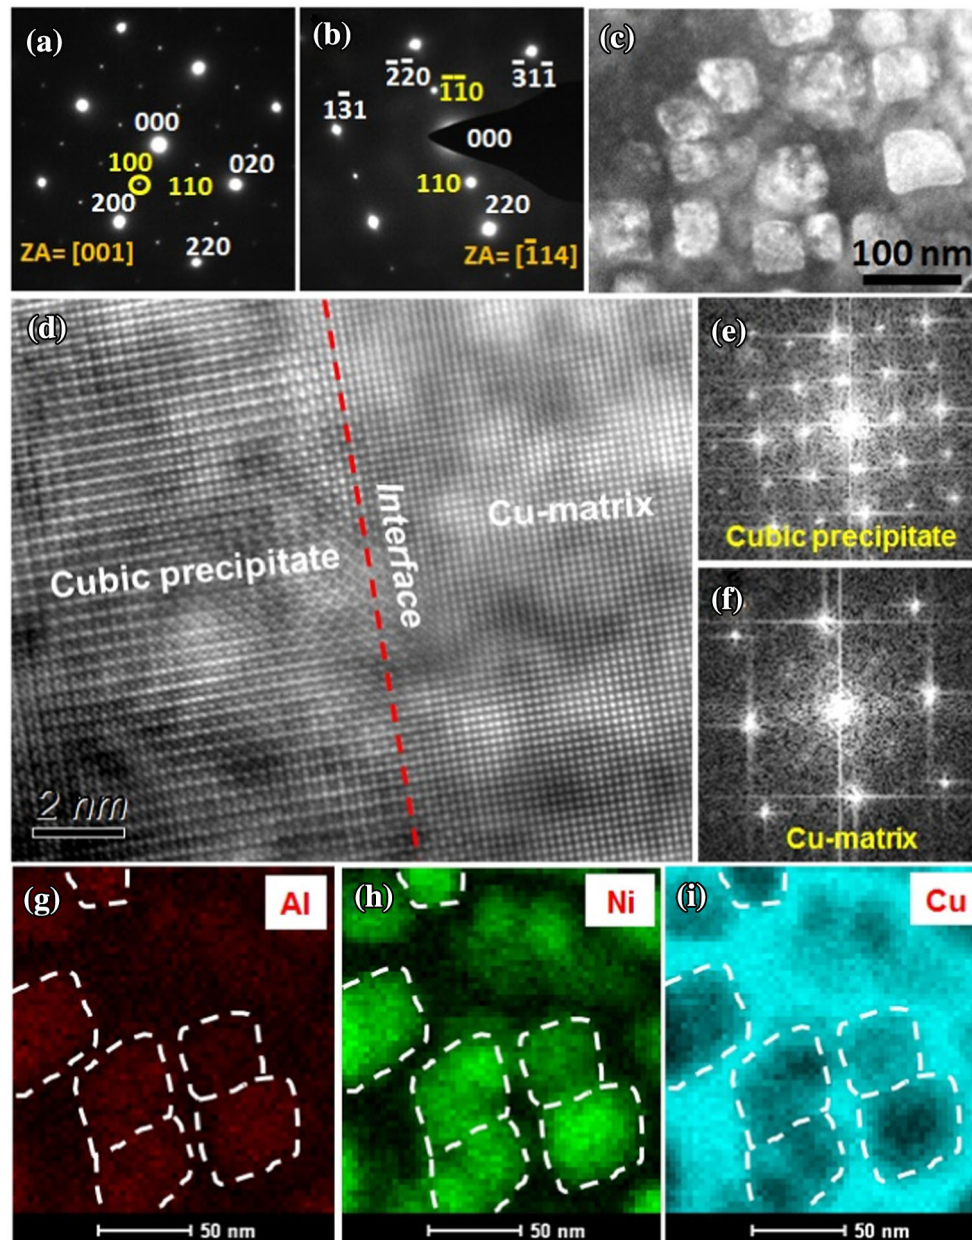 (a)
000
100
110
020
200
220
ZA= [001]
(b)
2̅2̅0
3̅11̅
1̅1̅0
13̅1
000
110
220
ZA= [1̅14]
(c)
100 nm
(d)
Cubic precipitate
Interface
Cu-matrix
2 nm
(e)
Cubic precipitate
(f)
Cu-matrix
(g)
Al
50 nm
(h)
Ni
50 nm
(i)
Cu
50 nm